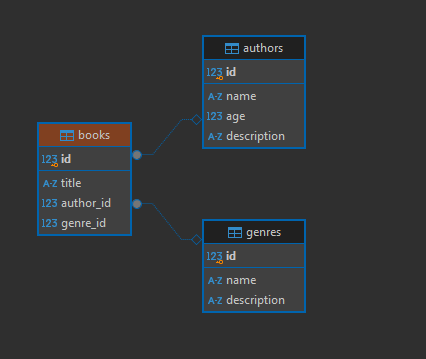 authors
123 id
A-Z name
123 age
A-Z description
books
123 id
A-Z title
123 author_id
123 genre_id
genres
123 id
A-Z name
A-Z description